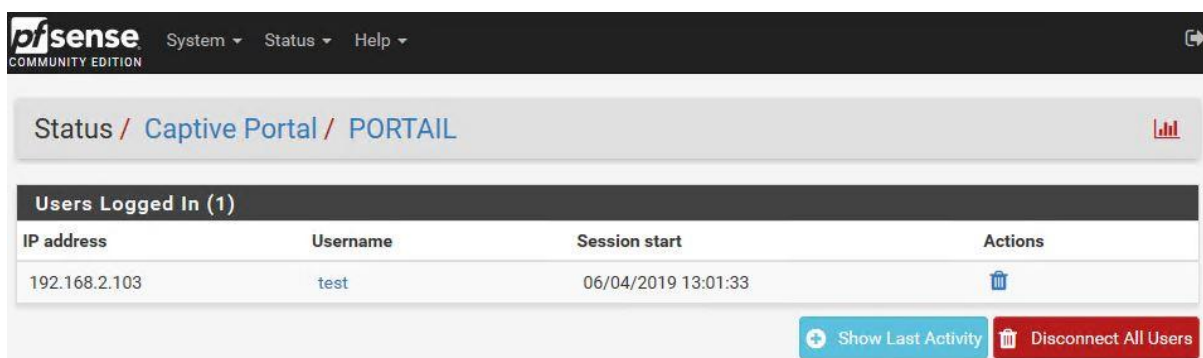 pfsense
COMMUNITY EDITION
System Status Help
Status / Captive Portal / PORTAIL
Users Logged In (1)
IP address Username Session start Actions
192.168.2.103 test 06/04/2019 13:01:33
Show Last Activity Disconnect All Users